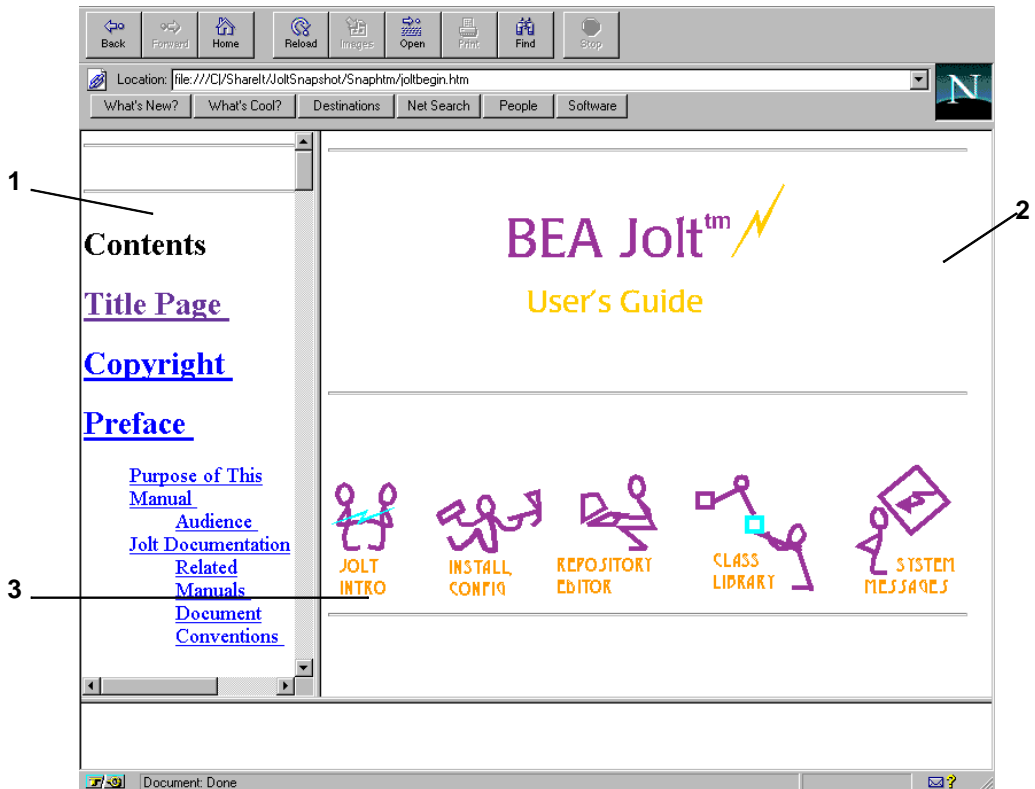 Back Forward Home Reload Images Open Print Find Stop
Location: file:///C|/ShareIt/JoltSnapshot/Snaphtm/joltbegin.htm
N
What's New? What's Cool? Destinations Net Search People Software
1
2
Contents
Title Page
Copyright
Preface
Purpose of This
Manual
Audience
Jolt Documentation
Related
Manuals
Document
Conventions
BEA Jolt tm
User's Guide
JOLT
INTRO
INSTALL,
CONFIG
REPOSITORY
EDITOR
CLASS
LIBRARY
SYSTEM
MESSAGES
3
Document: Done